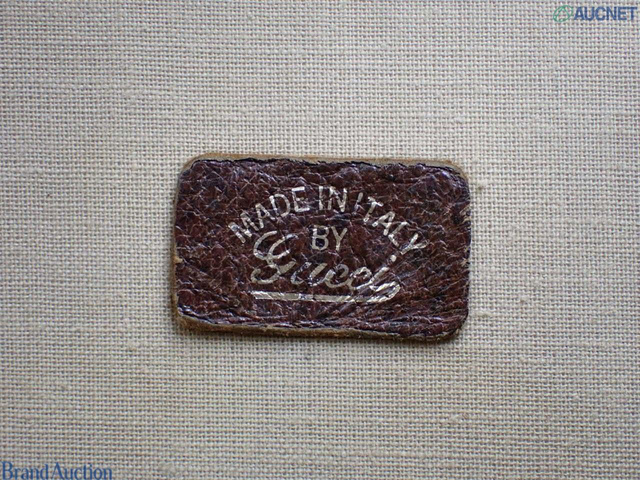 AUCNET
MADE IN ITALY
BY
Gucci
Brand Auction